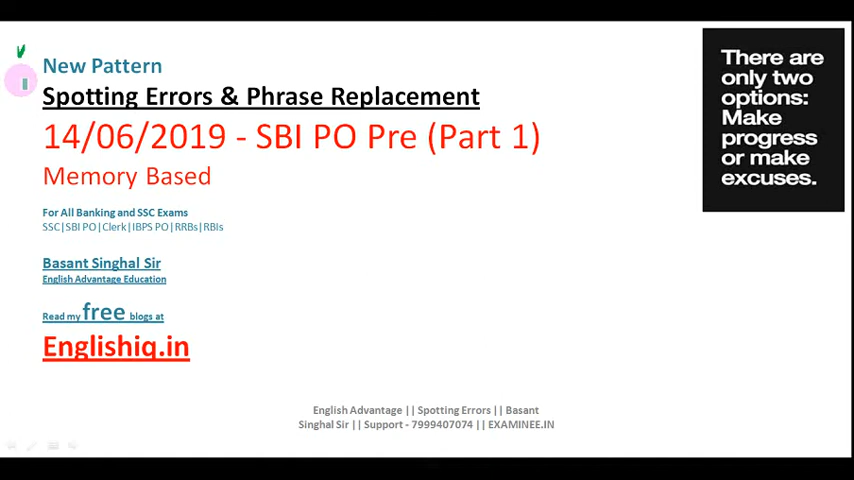 New Pattern
Spotting Errors & Phrase Replacement
14/06/2019 - SBI PO Pre (Part 1)
Memory Based
For All Banking and SSC Exams
SSC|SBI PO|Clerk|IBPS PO|RRBs|RBIs
Basant Singhal Sir
English Advantage Education
Read my free blogs at
Englishiq.in
There are
only two
options:
Make
progress
or make
excuses.
English Advantage || Spotting Errors || Basant
Singhal Sir || Support - 7999407074 || EXAMINEE.IN